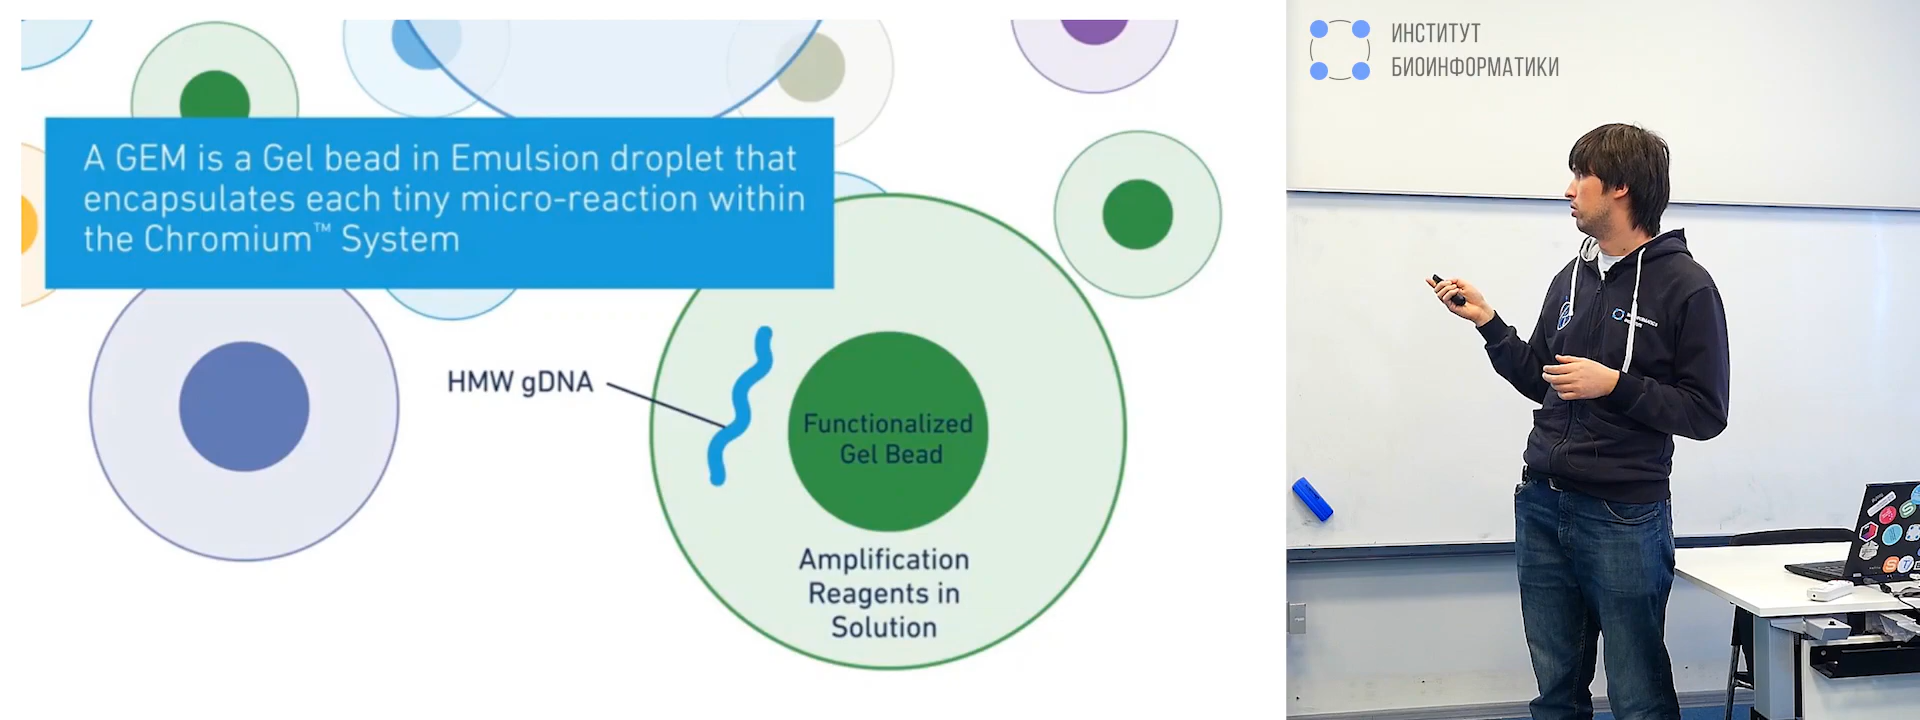 A GEM is a Gel bead in Emulsion droplet that
encapsulates each tiny micro-reaction within
the Chromium™ System
HMW gDNA
Functionalized
Gel Bead
Amplification
Reagents in
Solution
ИНСТИТУТ
БИОИНФОРМАТИКИ